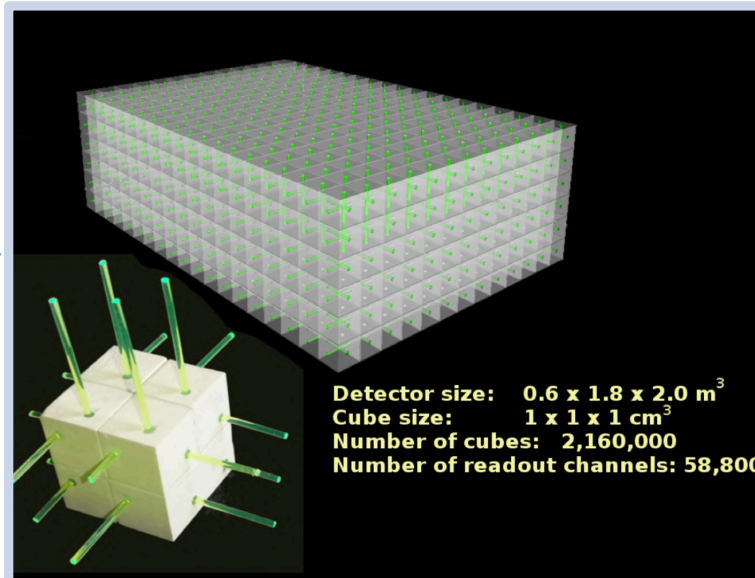 Detector size: 0.6 x 1.8 x 2.0 m³
Cube size: 1 x 1 x 1 cm³
Number of cubes: 2,160,000
Number of readout channels: 58,800